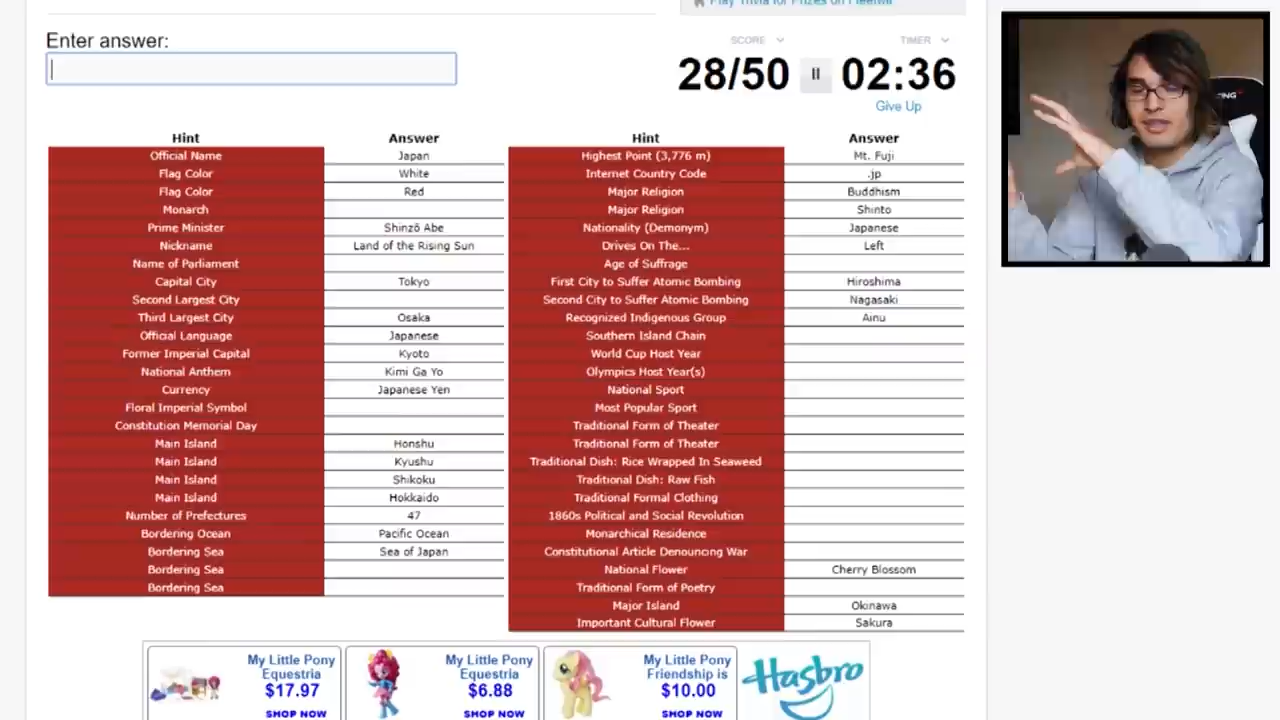 Play Trivia for Prizes on FleetWit
Enter answer:
SCORE
TIMER
28/50
02:36
Give Up
Hint Answer
Official Name Japan
Flag Color White
Flag Color Red
Monarch
Prime Minister Shinzō Abe
Nickname Land of the Rising Sun
Name of Parliament
Capital City Tokyo
Second Largest City
Third Largest City Osaka
Official Language Japanese
Former Imperial Capital Kyoto
National Anthem Kimi Ga Yo
Currency Japanese Yen
Floral Imperial Symbol
Constitution Memorial Day
Main Island Honshu
Main Island Kyushu
Main Island Shikoku
Main Island Hokkaido
Number of Prefectures 47
Bordering Ocean Pacific Ocean
Bordering Sea Sea of Japan
Bordering Sea
Bordering Sea
Hint Answer
Highest Point (3,776 m) Mt. Fuji
Internet Country Code .jp
Major Religion Buddhism
Major Religion Shinto
Nationality (Demonym) Japanese
Drives On The... Left
Age of Suffrage
First City to Suffer Atomic Bombing Hiroshima
Second City to Suffer Atomic Bombing Nagasaki
Recognized Indigenous Group Ainu
Southern Island Chain
World Cup Host Year
Olympics Host Year(s)
National Sport
Most Popular Sport
Traditional Form of Theater
Traditional Form of Theater
Traditional Dish: Rice Wrapped In Seaweed
Traditional Dish: Raw Fish
Traditional Formal Clothing
1860s Political and Social Revolution
Monarchical Residence
Constitutional Article Denouncing War
National Flower Cherry Blossom
Traditional Form of Poetry
Major Island Okinawa
Important Cultural Flower Sakura
My Little Pony
Equestria
$17.97
SHOP NOW
My Little Pony
Equestria
$6.88
SHOP NOW
My Little Pony
Friendship is
$10.00
SHOP NOW
Hasbro